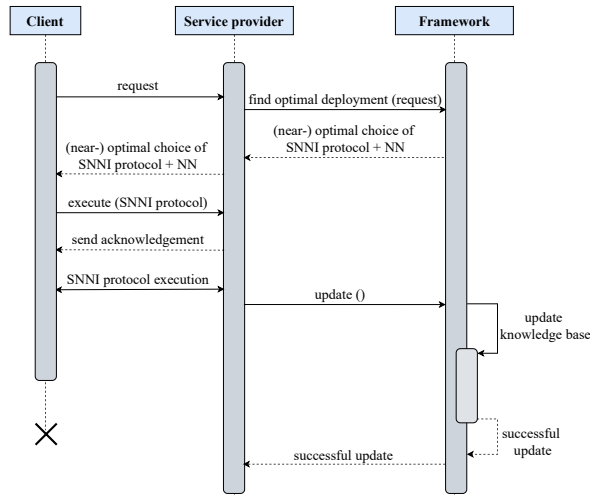 Client
Service provider
Framework
request
find optimal deployment (request)
(near-) optimal choice of
SNNI protocol + NN
(near-) optimal choice of
SNNI protocol + NN
execute (SNNI protocol)
send acknowledgement
SNNI protocol execution
update ()
update
knowledge base
successful
update
successful update